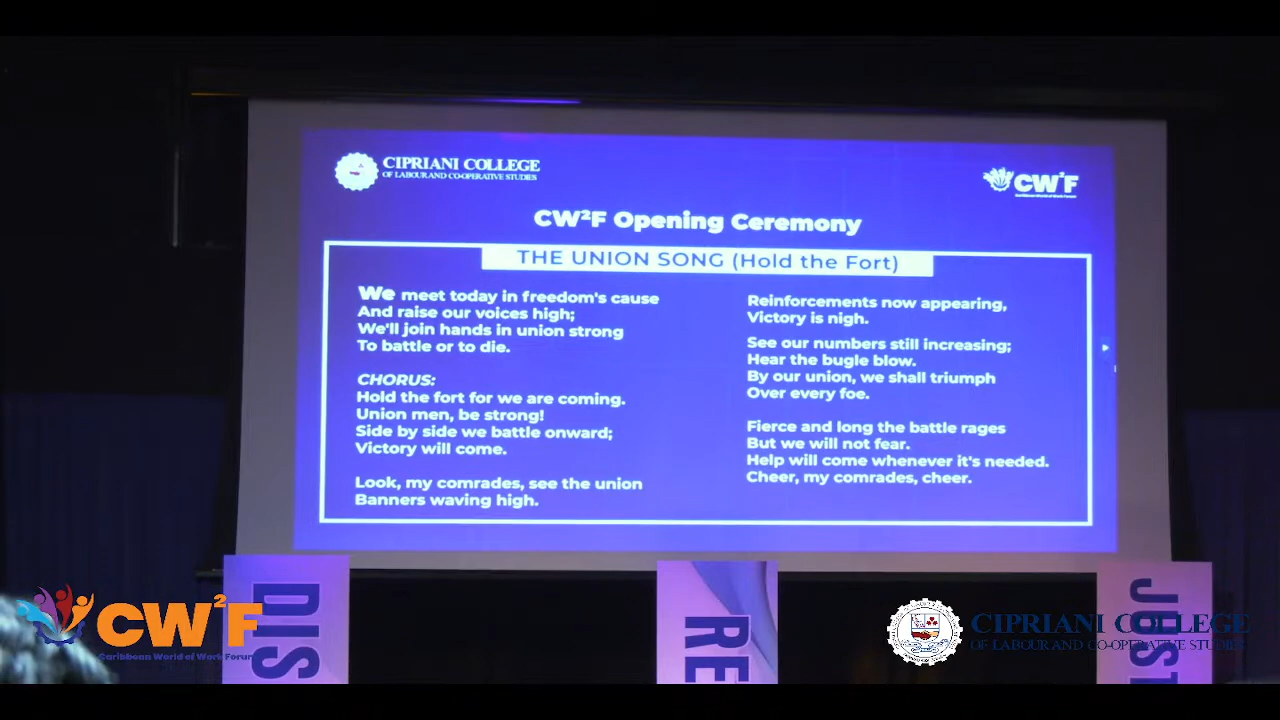 CIPRIANI COLLEGE
OF LABOUR AND CO-OPERATIVE STUDIES
CW²F
Caribbean World of Work Forum
CW²F Opening Ceremony
THE UNION SONG (Hold the Fort)
We meet today in freedom's cause
And raise our voices high;
We'll join hands in union strong
To battle or to die.
CHORUS:
Hold the fort for we are coming.
Union men, be strong!
Side by side we battle onward;
Victory will come.
Look, my comrades, see the union
Banners waving high.
Reinforcements now appearing,
Victory is nigh.
See our numbers still increasing;
Hear the bugle blow.
By our union, we shall triumph
Over every foe.
Fierce and long the battle rages
But we will not fear.
Help will come whenever it's needed.
Cheer, my comrades, cheer.
DIS
RE
JUST
CW²F
Caribbean World of Work Forum
CIPRIANI COLLEGE
OF LABOUR AND CO-OPERATIVE STUDIES